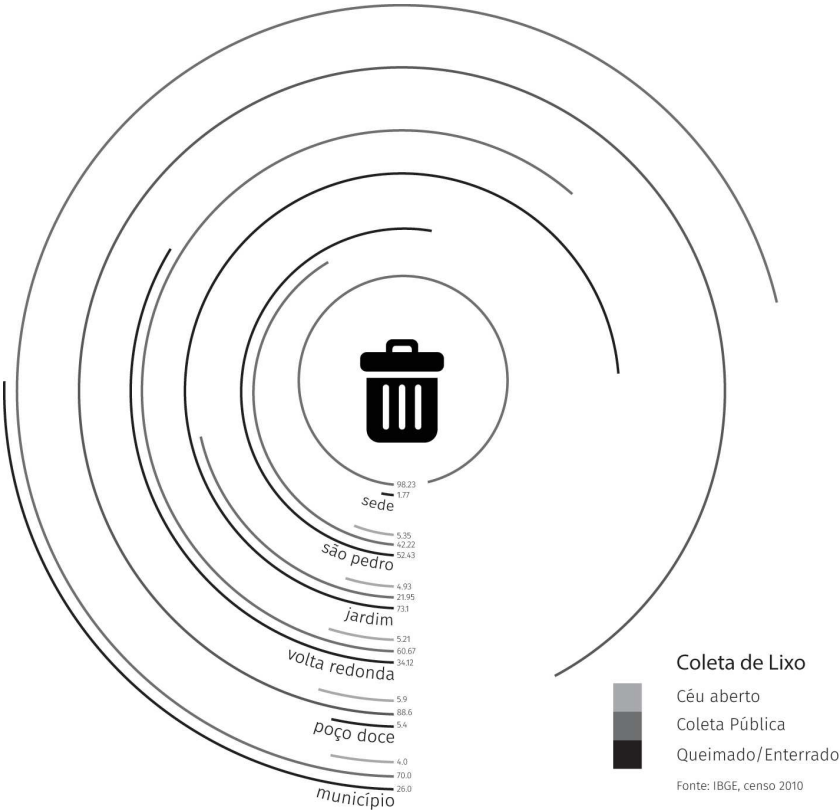 98.23
1.77
sede
5.35
42.22
52.43
são pedro
4.93
21.95
73.1
jardim
5.21
60.67
34.12
volta redonda
5.9
88.6
5.4
poço doce
4.0
70.0
26.0
município
Coleta de Lixo
Céu aberto
Coleta Pública
Queimado/Enterrado
Fonte: IBGE, censo 2010